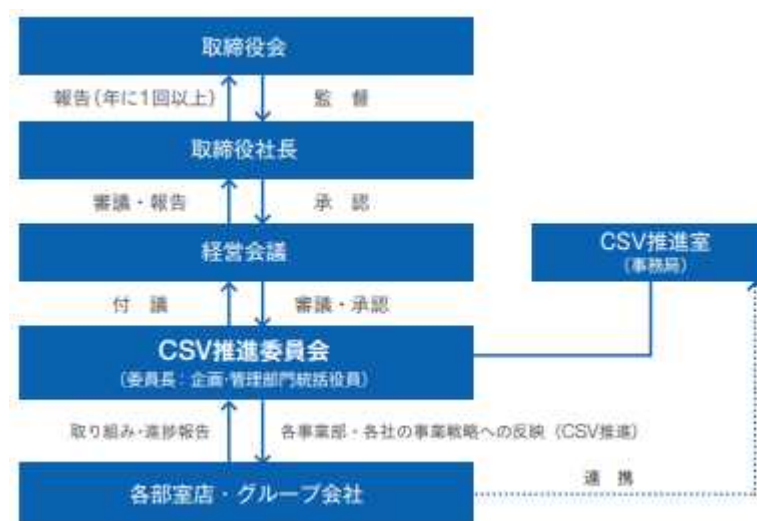 取締役会
報告(年に1回以上)
監　督
取締役社長
審議・報告
承　認
経営会議
CSV推進室
(事務局)
付　議
審議・承認
CSV推進委員会
(委員長：企画・管理部門統括役員)
取り組み・進捗報告
各事業部・各社の事業戦略への反映（CSV推進）
各部室店・グループ会社
連　携